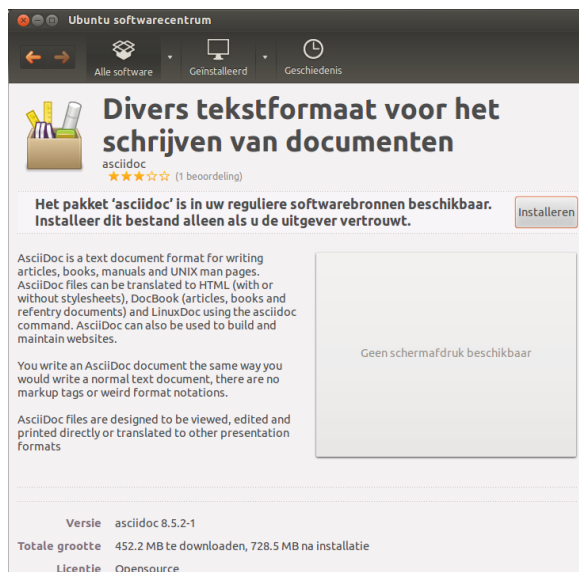 Ubuntu softwarecentrum
Alle software
Geïnstalleerd
Geschiedenis
Divers tekstformaat voor het
schrijven van documenten
asciidoc
(1 beoordeling)
Het pakket ‘asciidoc’ is in uw reguliere softwarebronnen beschikbaar.
Installeer dit bestand alleen als u de uitgever vertrouwt.
Installeren
AsciiDoc is a text document format for writing
articles, books, manuals and UNIX man pages.
AsciiDoc files can be translated to HTML (with or
without stylesheets), DocBook (articles, books and
refentry documents) and LinuxDoc using the asciidoc
command. AsciiDoc can also be used to build and
maintain websites.
You write an AsciiDoc document the same way you
would write a normal text document, there are no
markup tags or weird format notations.
AsciiDoc files are designed to be viewed, edited and
printed directly or translated to other presentation
formats
Geen schermafdruk beschikbaar
Versie asciidoc 8.5.2-1
Totale grootte 452.2 MB te downloaden, 728.5 MB na installatie
Licentie Opensource